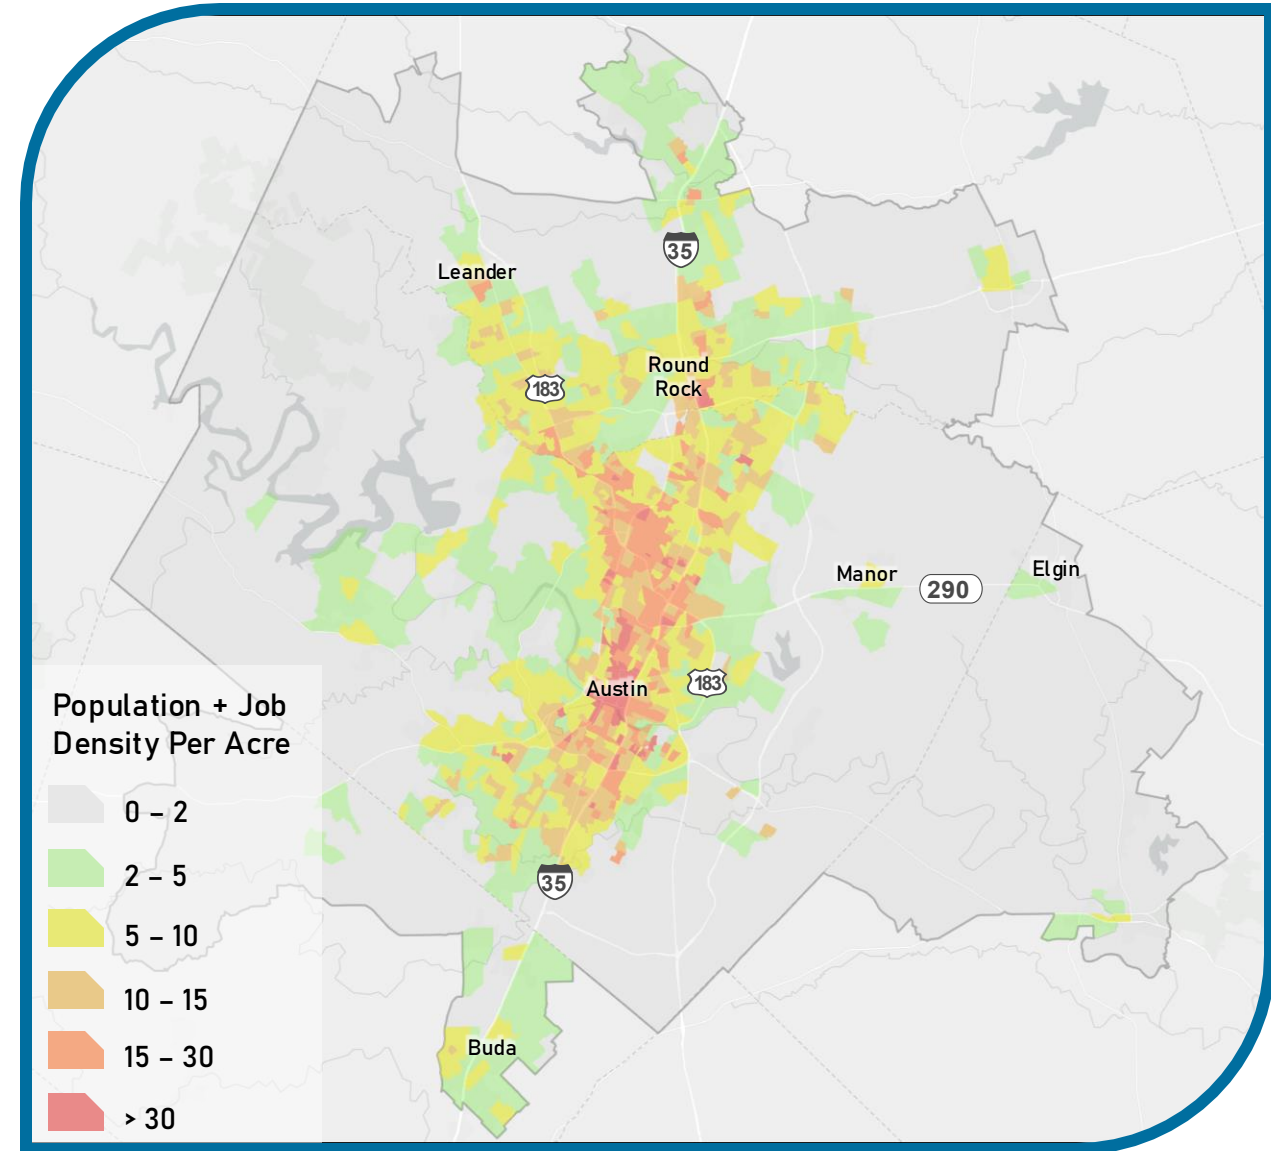 35
Leander
Round
Rock
183
Manor
290
Elgin
Austin
183
Population + Job
Density Per Acre
0 – 2
2 – 5
5 – 10
10 – 15
15 – 30
> 30
35
Buda